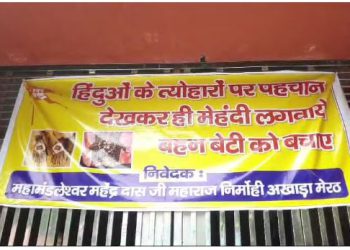 हिंदुओं के त्योहारों पर पहचान
देखकर ही मेहंदी लगवाये
बहन बेटी को बचाए
निवेदक :
महामंडलेश्वर महेंद्र दास जी महाराज निर्मोही अखाड़ा मेरठ